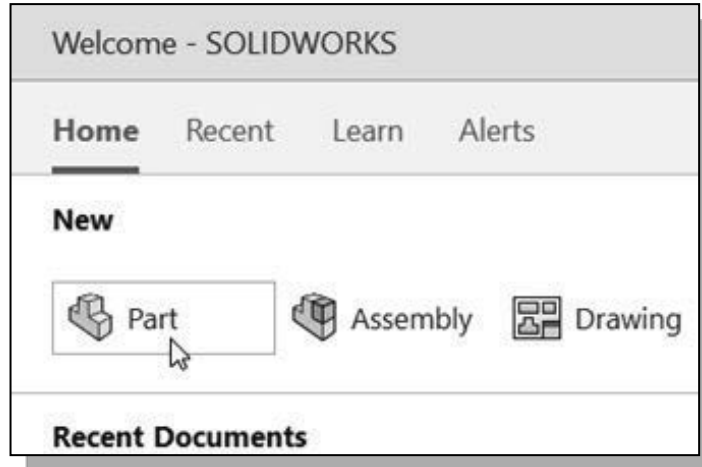 Welcome - SOLIDWORKS
Home Recent Learn Alerts
New
Part Assembly Drawing
Recent Documents